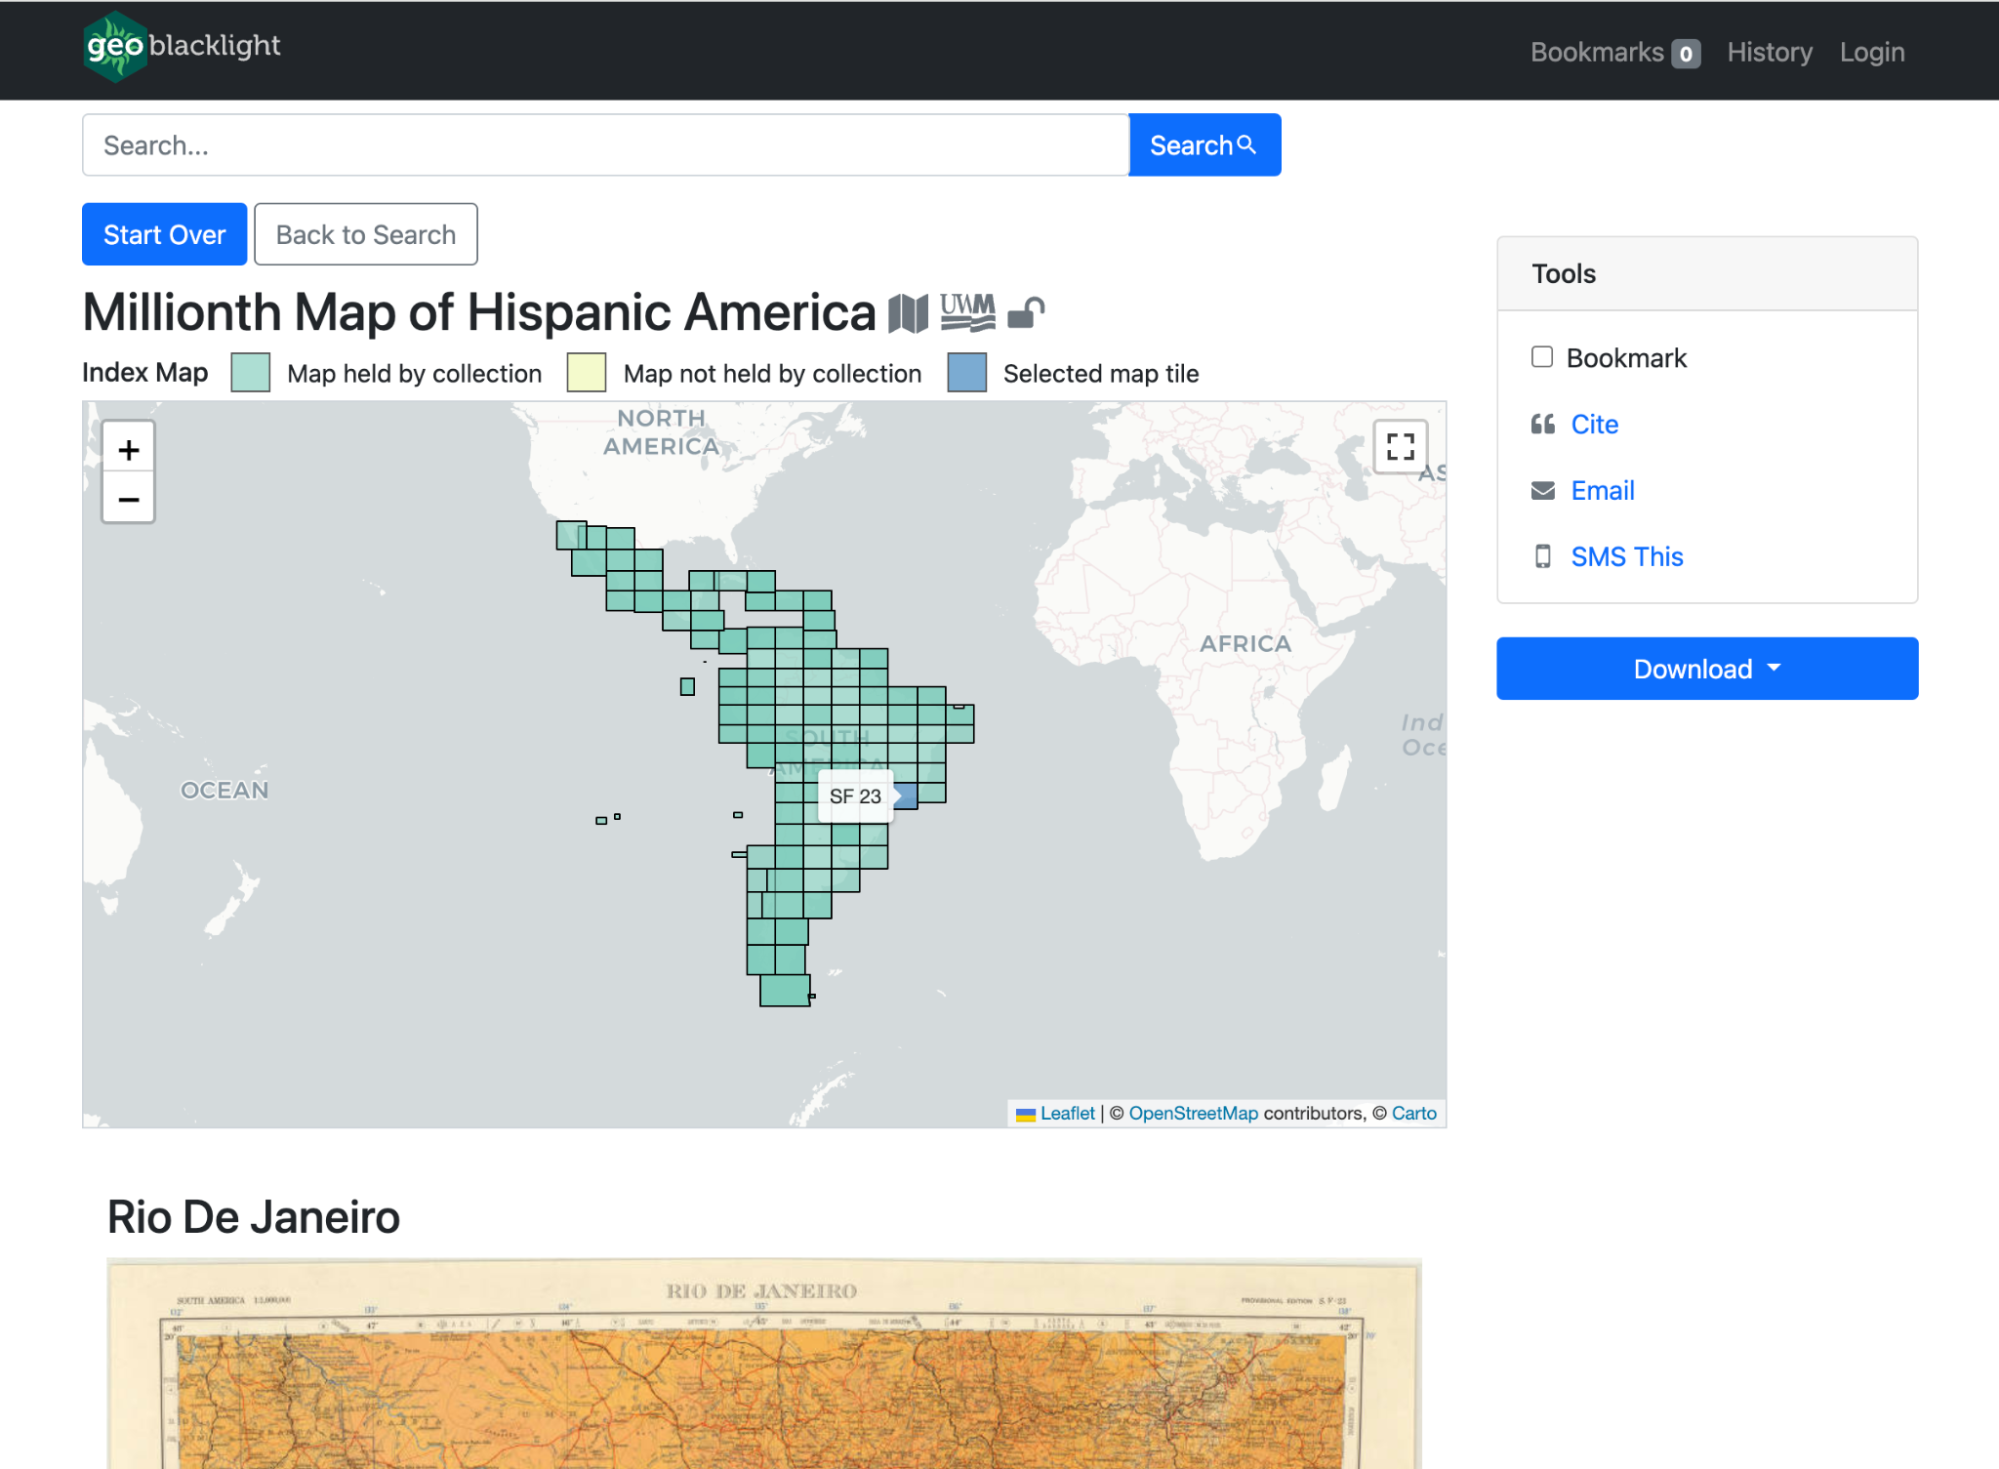 geoblacklight
Bookmarks 0 History Login
Search...
Search
Start Over
Back to Search
Millionth Map of Hispanic America
UWM
Index Map
Map held by collection
Map not held by collection
Selected map tile
+
−
NORTH
AMERICA
AS
AFRICA
Ind
Oce
SOUTH
AMERICA
OCEAN
SF 23
Leaflet | © OpenStreetMap contributors, © Carto
Tools
Bookmark
Cite
Email
SMS This
Download
Rio De Janeiro
RIO DE JANEIRO
SOUTH AMERICA 1:1,000,000
PROVISIONAL EDITION S.F-23